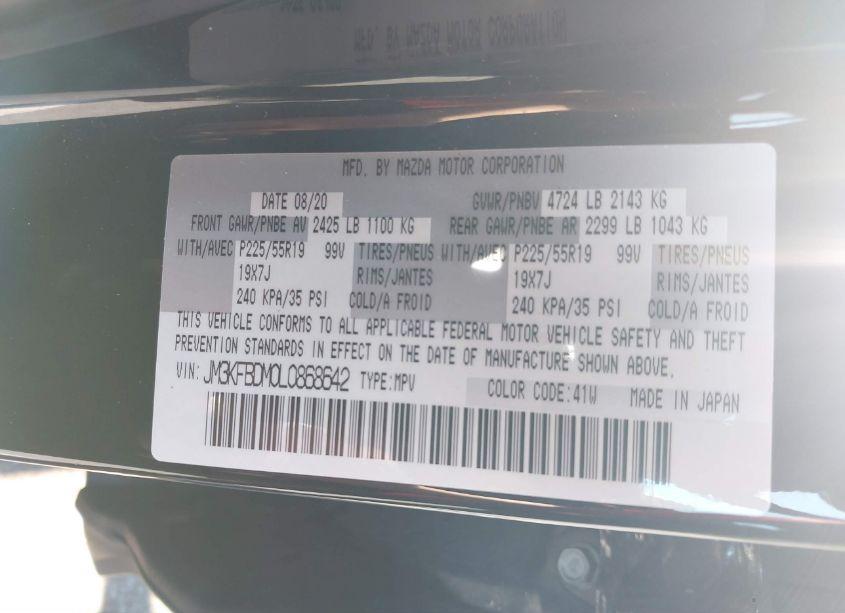 MFD. BY MAZDA MOTOR CORPORATION
DATE 08/20 GVWR/PNBV 4724 LB 2143 KG
FRONT GAWR/PNBE AV 2425 LB 1100 KG REAR GAWR/PNBE AR 2299 LB 1043 KG
WITH/AVEC P225/55R19 99V TIRES/PNEUS WITH/AVEC P225/55R19 99V TIRES/PNEUS
19X7J RIMS/JANTES 19X7J RIMS/JANTES
240 KPA/35 PSI COLD/A FROID 240 KPA/35 PSI COLD/A FROID
THIS VEHICLE CONFORMS TO ALL APPLICABLE FEDERAL MOTOR VEHICLE SAFETY AND THEFT
PREVENTION STANDARDS IN EFFECT ON THE DATE OF MANUFACTURE SHOWN ABOVE.
VIN: JM3KFBDM0L0868642 TYPE:MPV COLOR CODE:41W MADE IN JAPAN